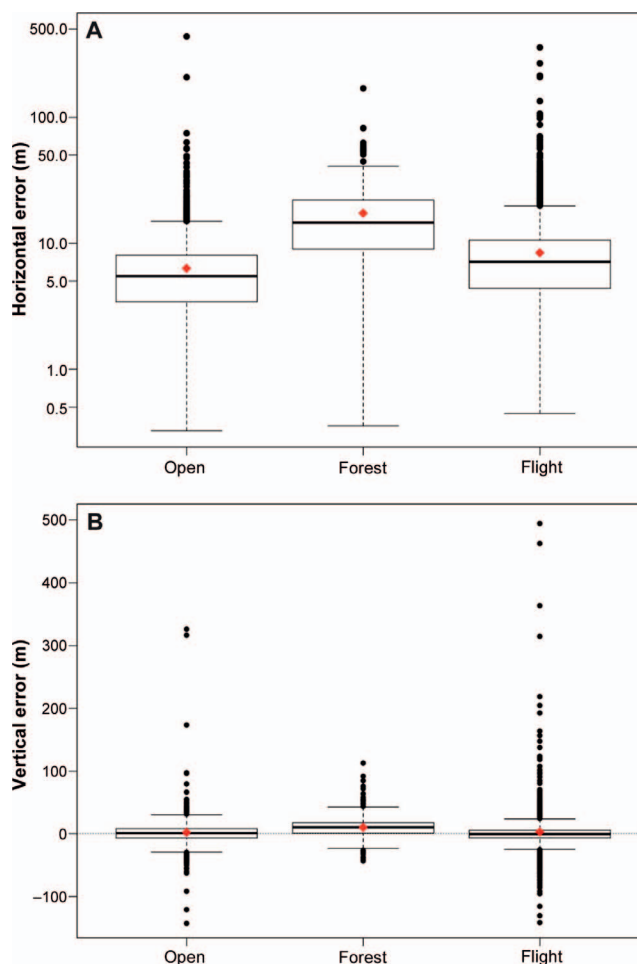 A
Horizontal error (m)
500.0
100.0
50.0
10.0
5.0
1.0
0.5
Open Forest Flight
B
Vertical error (m)
500
400
300
200
100
0
−100
Open Forest Flight